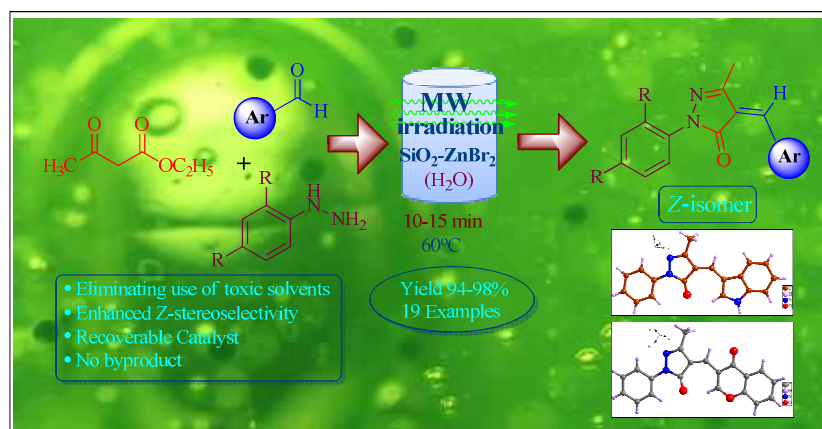 O
Ar
H
O
O
H₃C
OC₂H₅
+
R
H
N
NH₂
R
MW
irradiation
SiO₂-ZnBr₂
(H₂O)
10-15 min
60⁰C
R
N
N
H
O
Ar
R
Z-isomer
• Eliminating use of toxic solvents
• Enhanced Z-stereoselectivity
• Recoverable Catalyst
• No byproduct
Yield 94-98%
19 Examples